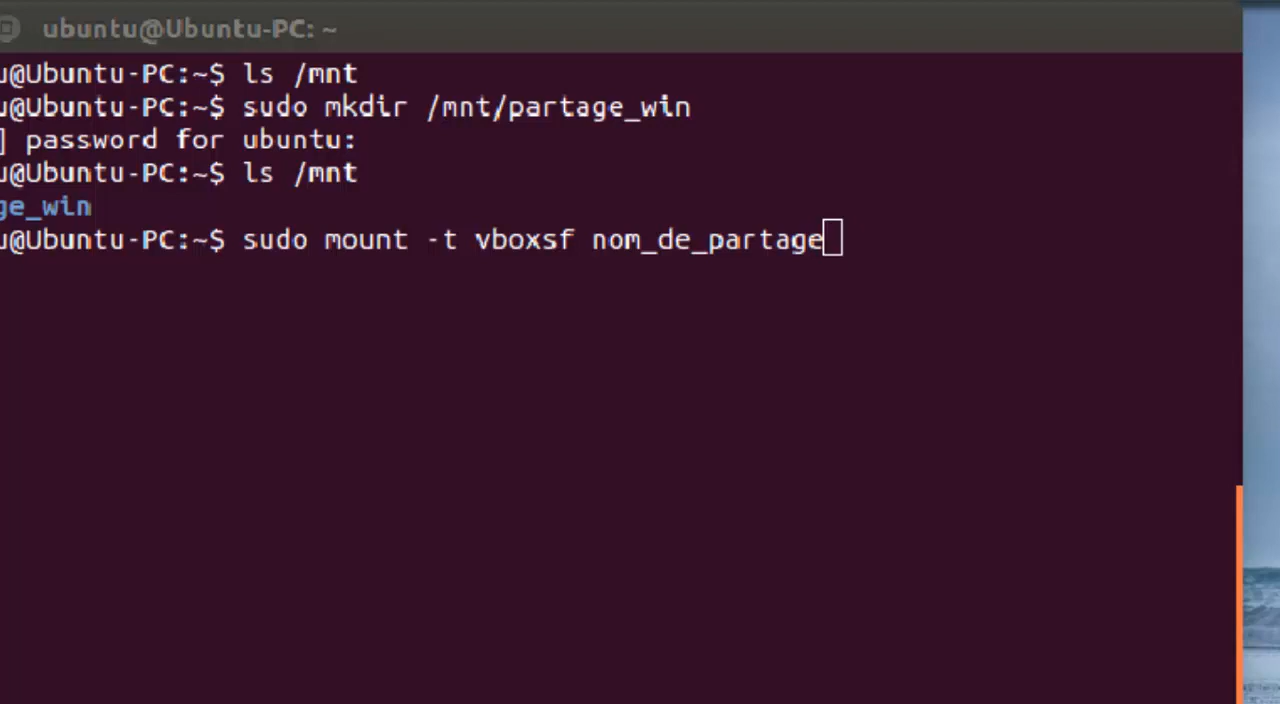 ubuntu@Ubuntu-PC: ~
u@Ubuntu-PC:~$ ls /mnt
u@Ubuntu-PC:~$ sudo mkdir /mnt/partage_win
] password for ubuntu:
u@Ubuntu-PC:~$ ls /mnt
ge_win
u@Ubuntu-PC:~$ sudo mount -t vboxsf nom_de_partage